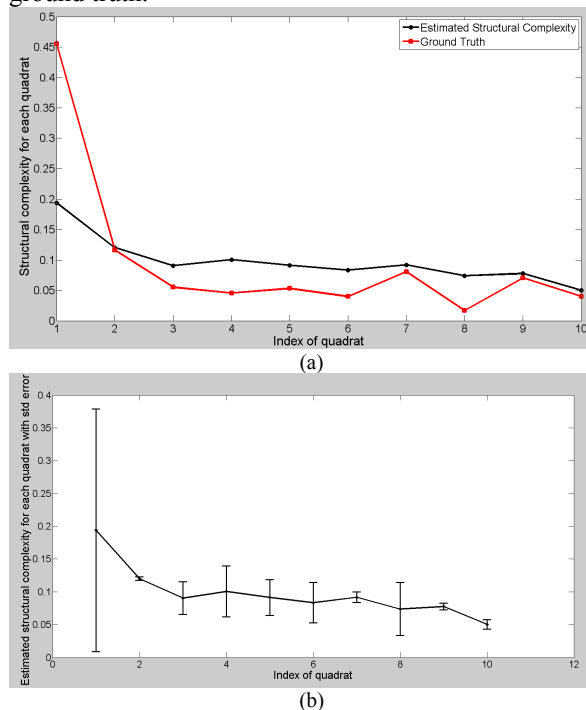 ground truth.
Estimated Structural Complexity
Ground Truth
Structural complexity for each quadrat
0.5
0.45
0.4
0.35
0.3
0.25
0.2
0.15
0.1
0.05
0
1 2 3 4 5 6 7 8 9 10
Index of quadrat
(a)
Estimated structural complexity for each quadrat with std error
0.4
0.35
0.3
0.25
0.2
0.15
0.1
0.05
0
0 2 4 6 8 10 12
Index of quadrat
(b)